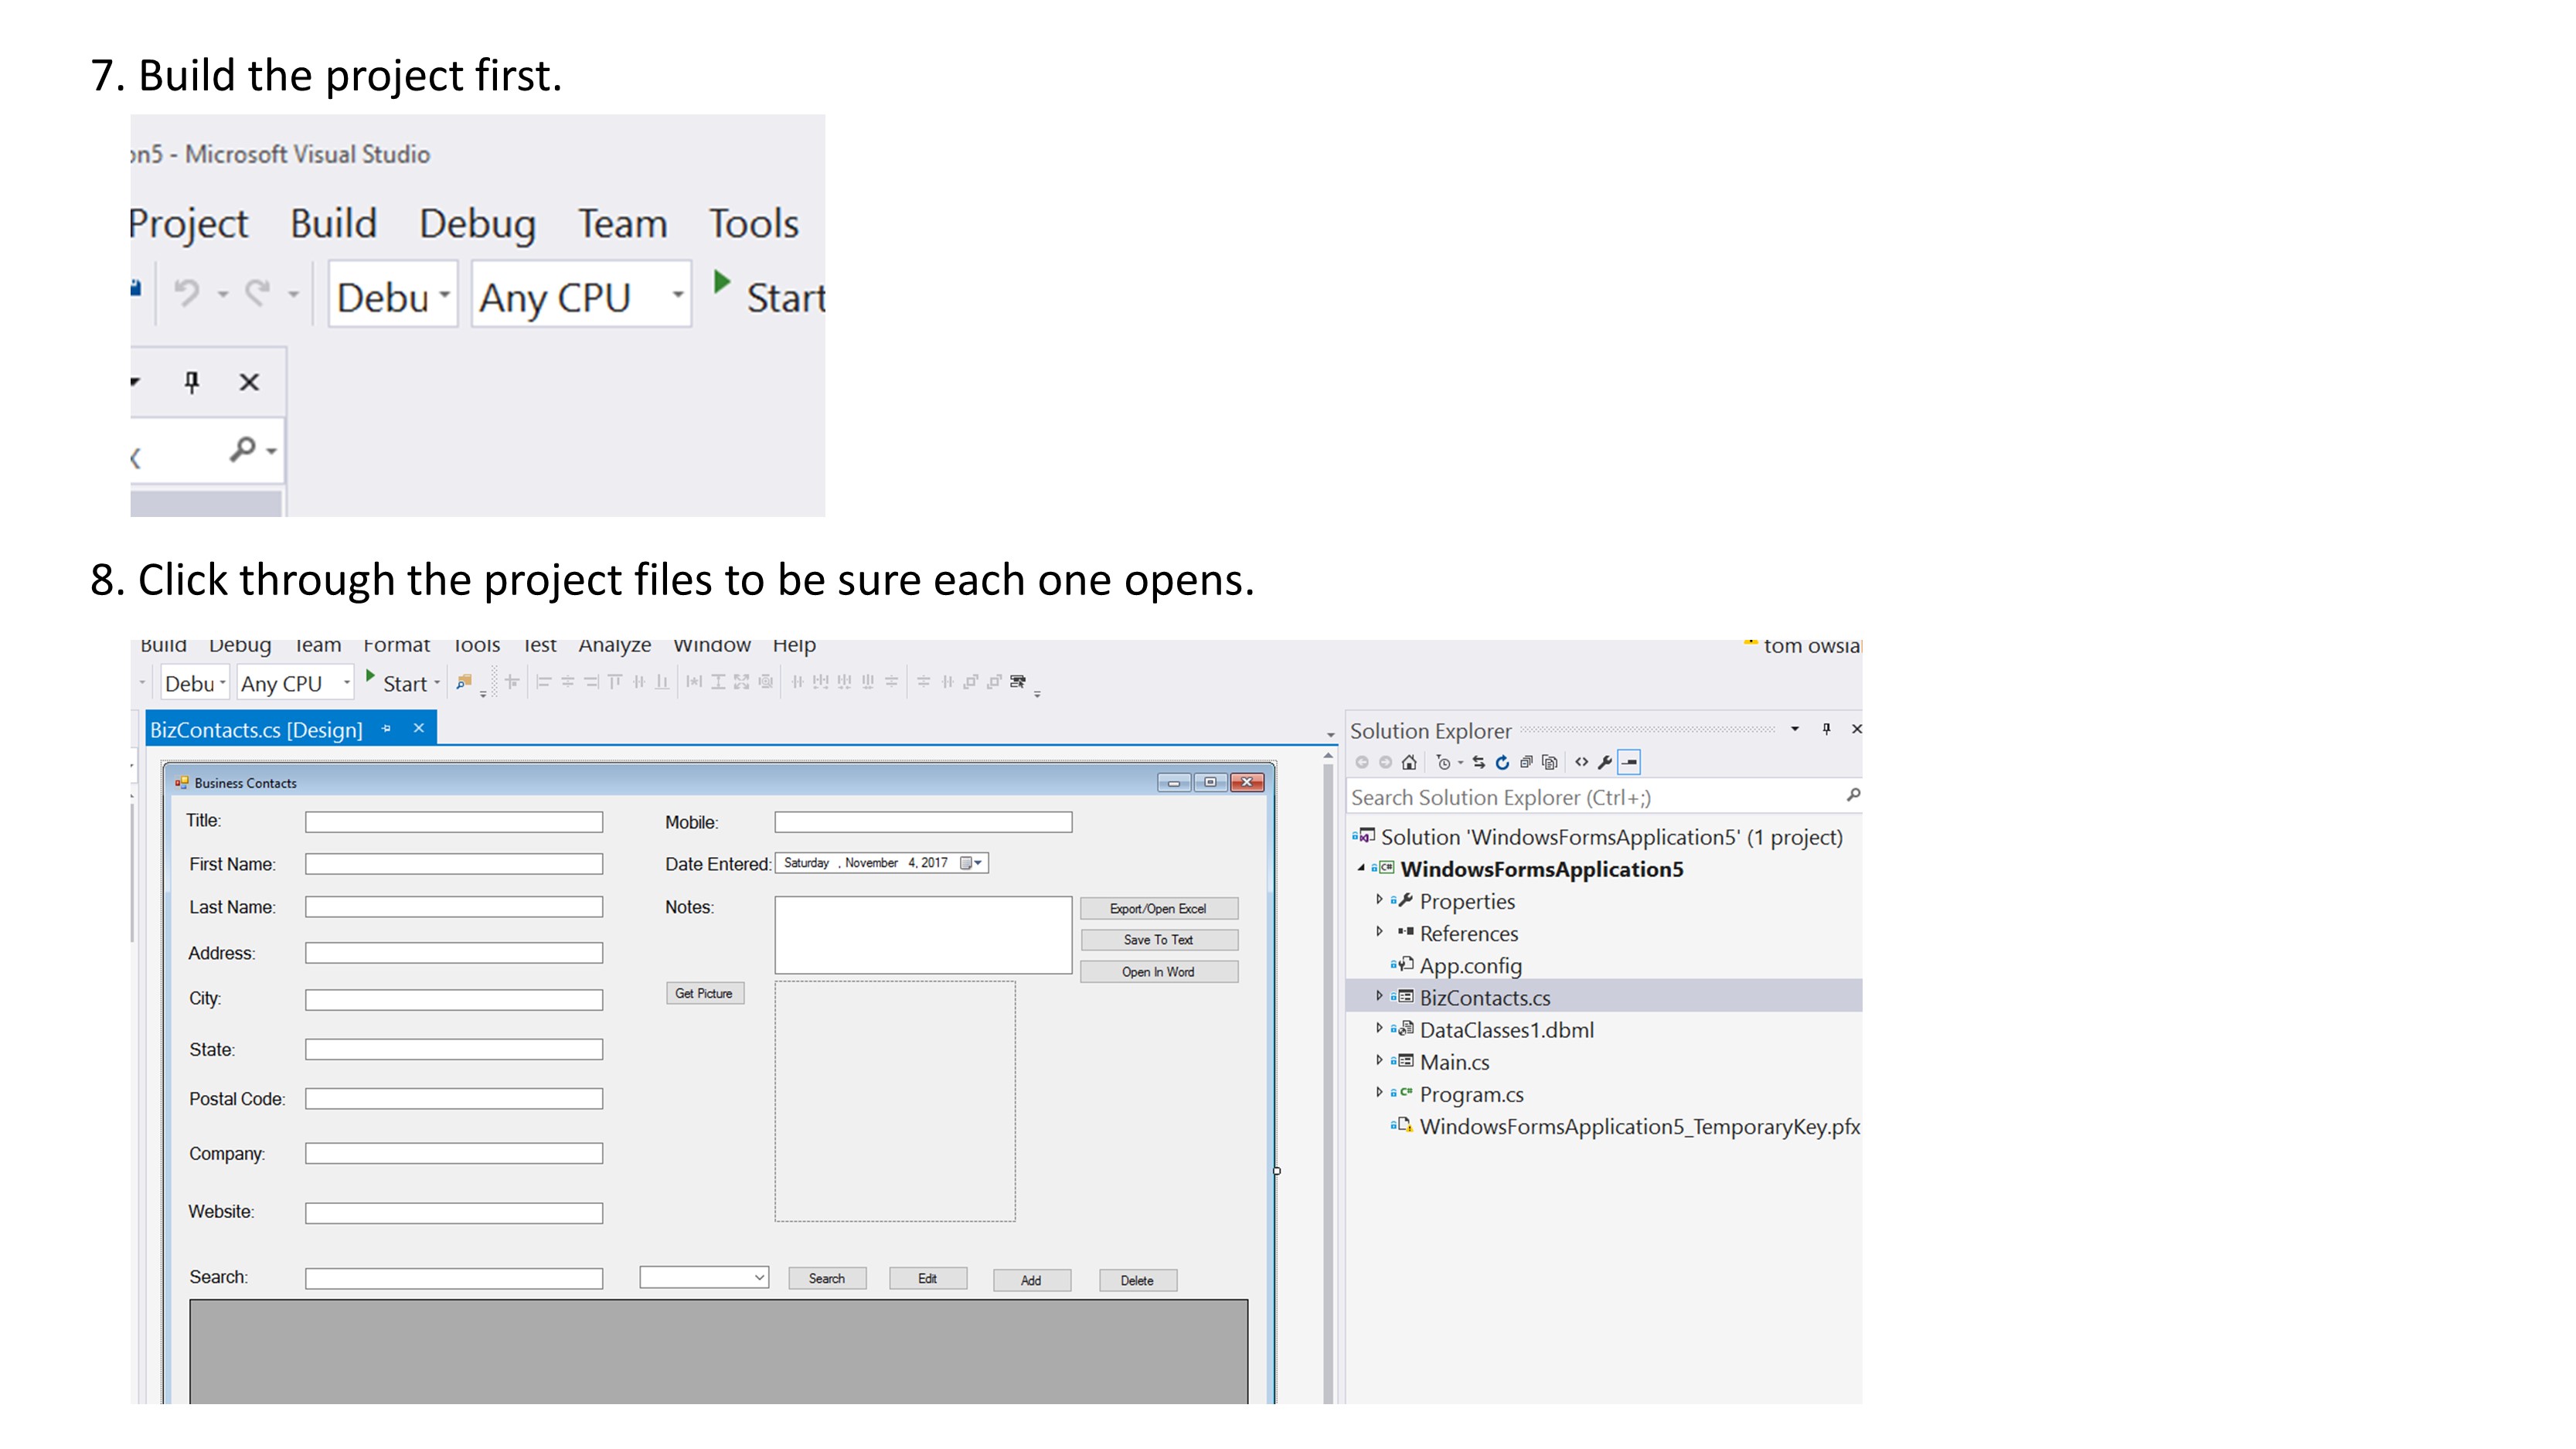 7. Build the project first.
on5 - Microsoft Visual Studio
Project Build Debug Team Tools
Debu Any CPU Start
8. Click through the project files to be sure each one opens.
Build Debug Team Format Tools Test Analyze Window Help
tom owsia
Debu Any CPU Start
BizContacts.cs [Design]
Business Contacts
Title:
Mobile:
First Name:
Date Entered: Saturday , November 4, 2017
Last Name:
Notes:
Export/Open Excel
Save To Text
Address:
Open In Word
City:
Get Picture
State:
Postal Code:
Company:
Website:
Search:
Search Edit Add Delete
Solution Explorer
Search Solution Explorer (Ctrl+;)
Solution 'WindowsFormsApplication5' (1 project)
WindowsFormsApplication5
Properties
References
App.config
BizContacts.cs
DataClasses1.dbml
Main.cs
Program.cs
WindowsFormsApplication5_TemporaryKey.pfx